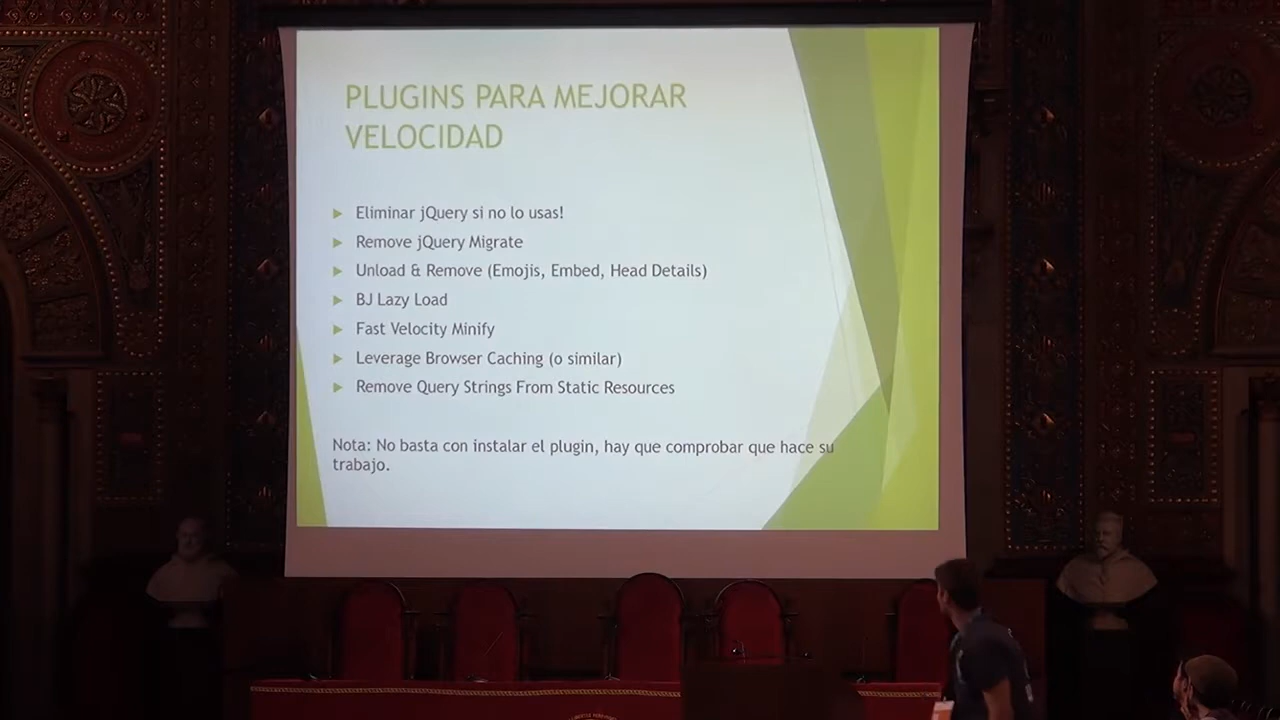 PLUGINS PARA MEJORAR
VELOCIDAD
Eliminar jQuery si no lo usas!
Remove jQuery Migrate
Unload & Remove (Emojis, Embed, Head Details)
BJ Lazy Load
Fast Velocity Minify
Leverage Browser Caching (o similar)
Remove Query Strings From Static Resources
Nota: No basta con instalar el plugin, hay que comprobar que hace su
trabajo.